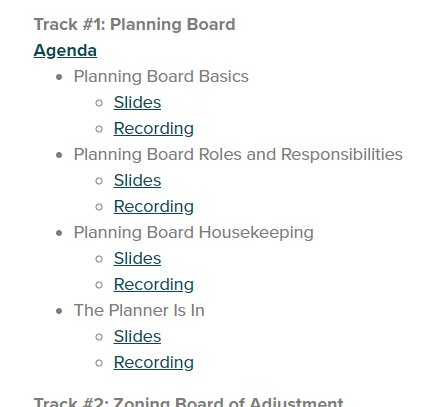 Track #1: Planning Board
Agenda
Planning Board Basics
Slides
Recording
Planning Board Roles and Responsibilities
Slides
Recording
Planning Board Housekeeping
Slides
Recording
The Planner Is In
Slides
Recording
Track #2: Zoning Board of Adjustment